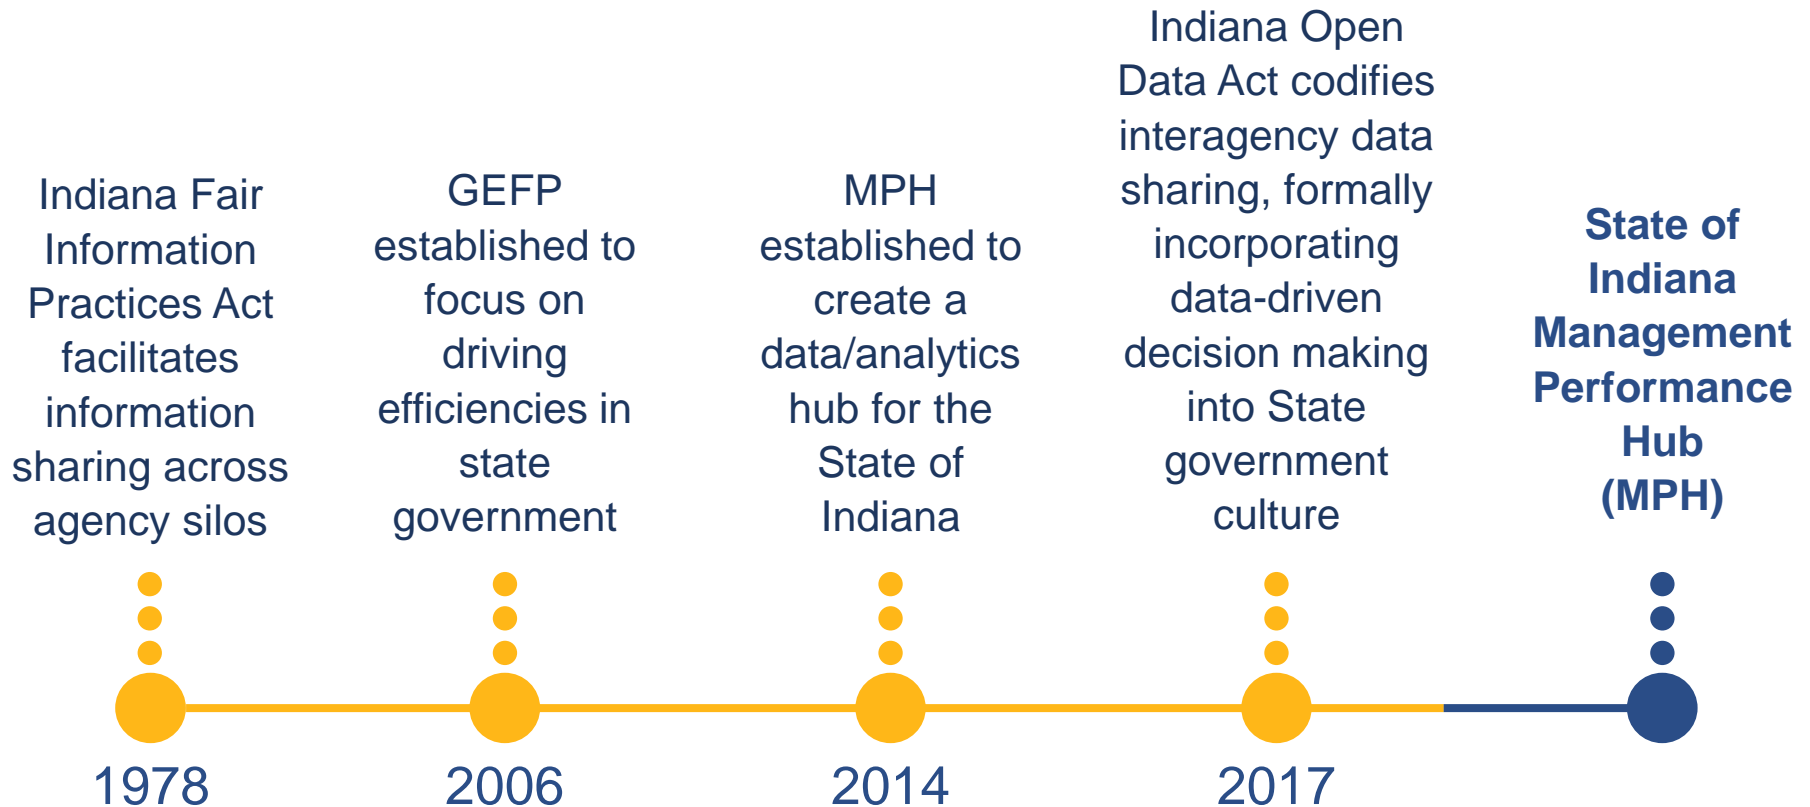 Indiana Fair
Information
Practices Act
facilitates
information
sharing across
agency silos
1978
GEFP
established to
focus on
driving
efficiencies in
state
government
2006
MPH
established to
create a
data/analytics
hub for the
State of
Indiana
2014
Indiana Open
Data Act codifies
interagency data
sharing, formally
incorporating
data-driven
decision making
into State
government
culture
2017
State of
Indiana
Management
Performance
Hub
(MPH)